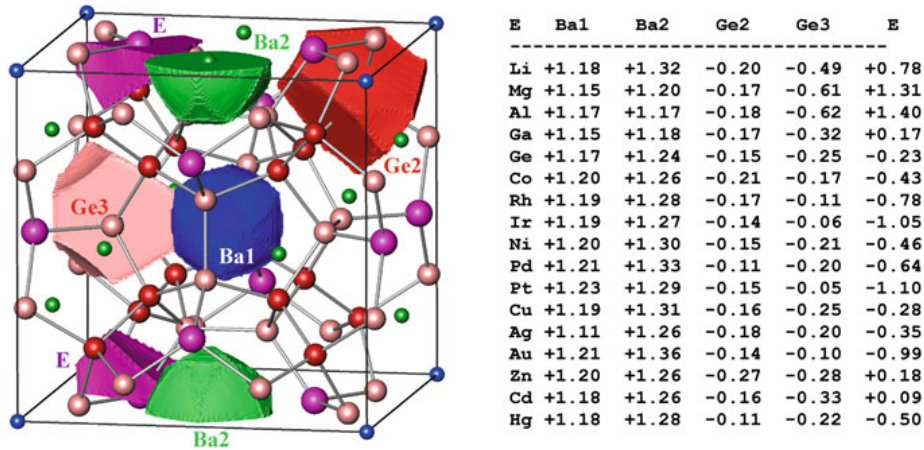 E
Ba2
Ge2
Ge3
Ba1
E
Ba2
E Ba1 Ba2 Ge2 Ge3 E
---------------------------------------
Li +1.18 +1.32 -0.20 -0.49 +0.78
Mg +1.15 +1.20 -0.17 -0.61 +1.31
Al +1.17 +1.17 -0.18 -0.62 +1.40
Ga +1.15 +1.18 -0.17 -0.32 +0.17
Ge +1.17 +1.24 -0.15 -0.25 -0.23
Co +1.20 +1.26 -0.21 -0.17 -0.43
Rh +1.19 +1.28 -0.17 -0.11 -0.78
Ir +1.19 +1.27 -0.14 -0.06 -1.05
Ni +1.20 +1.30 -0.15 -0.21 -0.46
Pd +1.21 +1.33 -0.11 -0.20 -0.64
Pt +1.23 +1.29 -0.15 -0.05 -1.10
Cu +1.19 +1.31 -0.16 -0.25 -0.28
Ag +1.11 +1.26 -0.18 -0.20 -0.35
Au +1.21 +1.36 -0.14 -0.10 -0.99
Zn +1.20 +1.26 -0.27 -0.28 +0.18
Cd +1.18 +1.26 -0.16 -0.33 +0.09
Hg +1.18 +1.28 -0.11 -0.22 -0.50